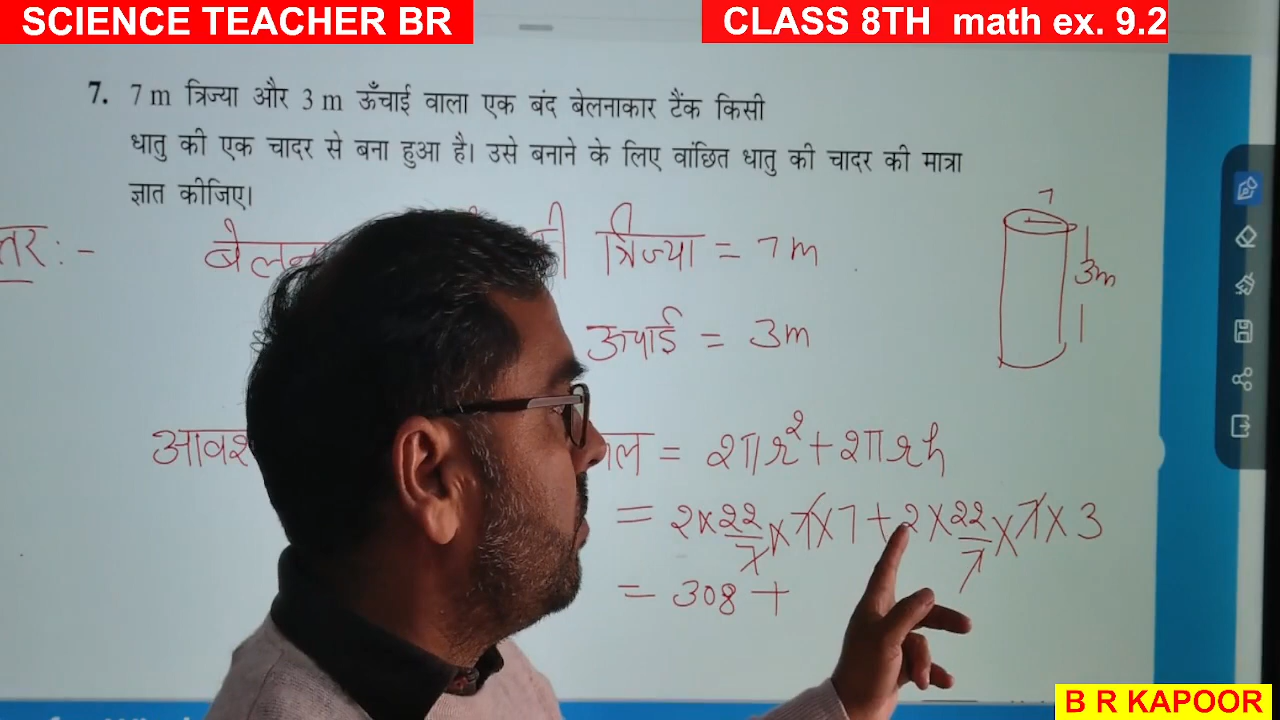 SCIENCE TEACHER BR
CLASS 8TH math ex. 9.2
7. 7 m त्रिज्या और 3 m ऊँचाई वाला एक बंद बेलनाकार टैंक किसी
धातु की एक चादर से बना हुआ है। उसे बनाने के लिए वांछित धातु की चादर की मात्रा
ज्ञात कीजिए।
7
की त्रिज्या = 7 m
3m
ऊचाई = 3m
= 2πr² + 2πrh
= 2 × 22/7 × 7 × 7 + 2 × 22/7 × 7 × 3
= 308 +
B R KAPOOR